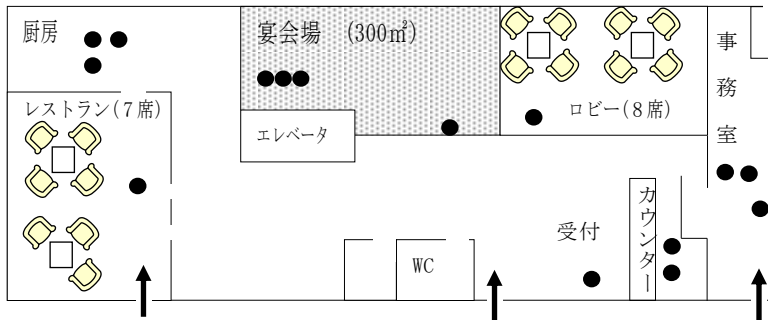 厨房
宴会場 (300㎡)
事務室
レストラン(7席)
ロビー(8席)
エレベータ
カウンター
受付
WC